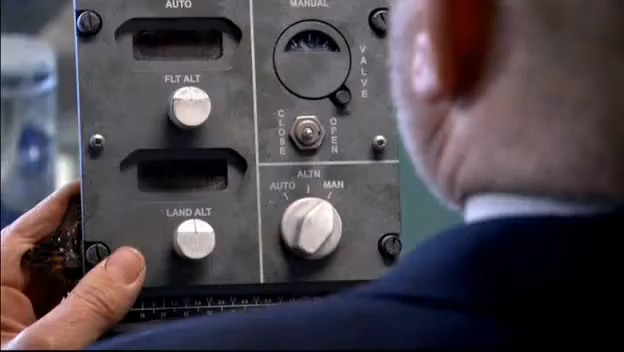 AUTO
FLT ALT
LAND ALT
MANUAL
VALVE
CLOSE
OPEN
ALTN
AUTO
MAN